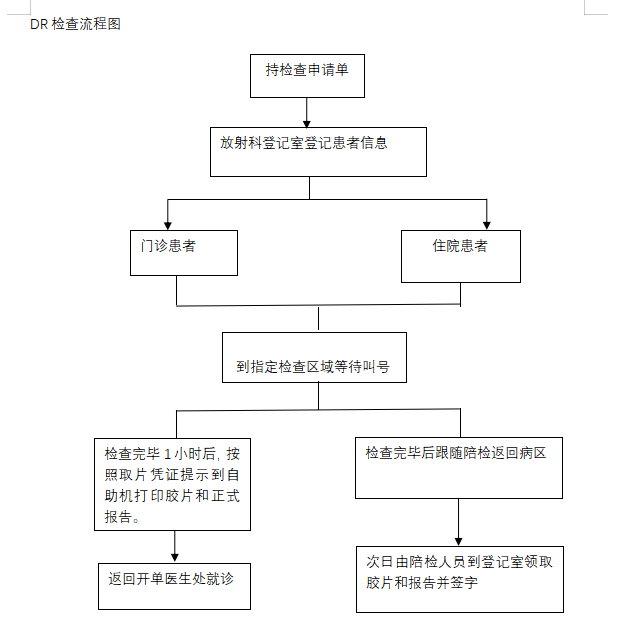 DR 检查流程图
持检查申请单
放射科登记室登记患者信息
门诊患者
住院患者
到指定检查区域等待叫号
检查完毕 1 小时后，按
照取片凭证提示到自
助机打印胶片和正式
报告。
检查完毕后跟随陪检返回病区
返回开单医生处就诊
次日由陪检人员到登记室领取
胶片和报告并签字